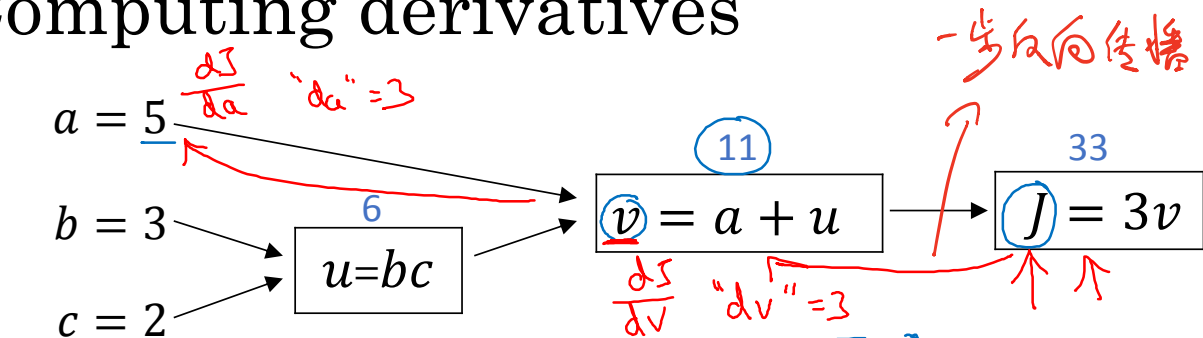 Computing derivatives
一步反向传播
dJ/da "da"=3
a = 5
11
33
b = 3
6
v = a + u
J = 3v
u=bc
dJ/dv "dv"=3
c = 2